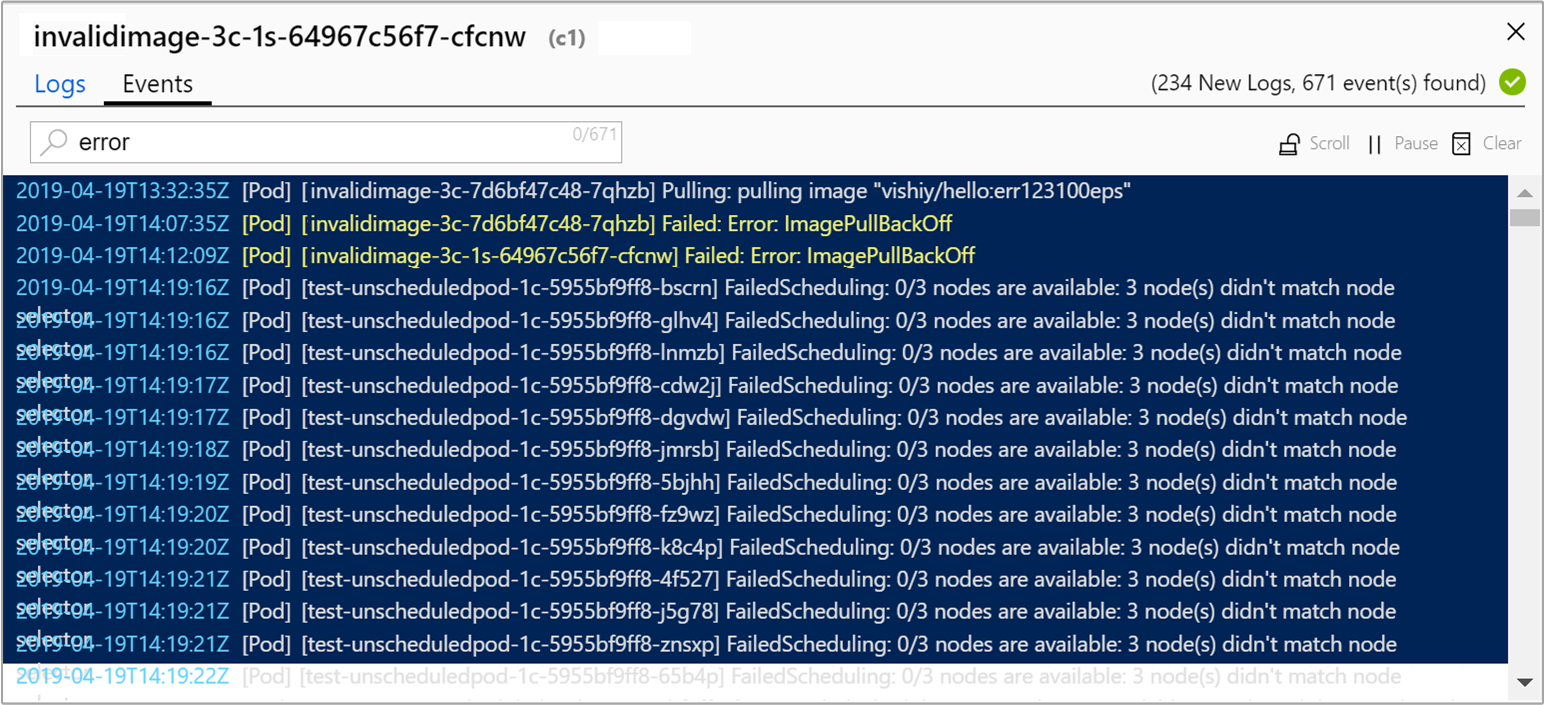 invalidimage-3c-1s-64967c56f7-cfcnw (c1)
Logs Events (234 New Logs, 671 event(s) found)
error 0/671 Scroll Pause Clear
2019-04-19T13:32:35Z [Pod] [invalidimage-3c-7d6bf47c48-7qhzb] Pulling: pulling image "vishiy/hello:err123100eps"
2019-04-19T14:07:35Z [Pod] [invalidimage-3c-7d6bf47c48-7qhzb] Failed: Error: ImagePullBackOff
2019-04-19T14:12:09Z [Pod] [invalidimage-3c-1s-64967c56f7-cfcnw] Failed: Error: ImagePullBackOff
2019-04-19T14:19:16Z [Pod] [test-unscheduledpod-1c-5955bf9ff8-bscrn] FailedScheduling: 0/3 nodes are available: 3 node(s) didn't match node
selector
2019-04-19T14:19:16Z [Pod] [test-unscheduledpod-1c-5955bf9ff8-glhv4] FailedScheduling: 0/3 nodes are available: 3 node(s) didn't match node
selector
2019-04-19T14:19:16Z [Pod] [test-unscheduledpod-1c-5955bf9ff8-lnmzb] FailedScheduling: 0/3 nodes are available: 3 node(s) didn't match node
selector
2019-04-19T14:19:17Z [Pod] [test-unscheduledpod-1c-5955bf9ff8-cdw2j] FailedScheduling: 0/3 nodes are available: 3 node(s) didn't match node
selector
2019-04-19T14:19:17Z [Pod] [test-unscheduledpod-1c-5955bf9ff8-dgvdw] FailedScheduling: 0/3 nodes are available: 3 node(s) didn't match node
selector
2019-04-19T14:19:18Z [Pod] [test-unscheduledpod-1c-5955bf9ff8-jmrsb] FailedScheduling: 0/3 nodes are available: 3 node(s) didn't match node
selector
2019-04-19T14:19:19Z [Pod] [test-unscheduledpod-1c-5955bf9ff8-5bjhh] FailedScheduling: 0/3 nodes are available: 3 node(s) didn't match node
selector
2019-04-19T14:19:20Z [Pod] [test-unscheduledpod-1c-5955bf9ff8-fz9wz] FailedScheduling: 0/3 nodes are available: 3 node(s) didn't match node
selector
2019-04-19T14:19:20Z [Pod] [test-unscheduledpod-1c-5955bf9ff8-k8c4p] FailedScheduling: 0/3 nodes are available: 3 node(s) didn't match node
selector
2019-04-19T14:19:21Z [Pod] [test-unscheduledpod-1c-5955bf9ff8-4f527] FailedScheduling: 0/3 nodes are available: 3 node(s) didn't match node
selector
2019-04-19T14:19:21Z [Pod] [test-unscheduledpod-1c-5955bf9ff8-j5g78] FailedScheduling: 0/3 nodes are available: 3 node(s) didn't match node
selector
2019-04-19T14:19:21Z [Pod] [test-unscheduledpod-1c-5955bf9ff8-znsxp] FailedScheduling: 0/3 nodes are available: 3 node(s) didn't match node
selector
2019-04-19T14:19:22Z [Pod] [test-unscheduledpod-1c-5955bf9ff8-65b4p] FailedScheduling: 0/3 nodes are available: 3 node(s) didn't match node